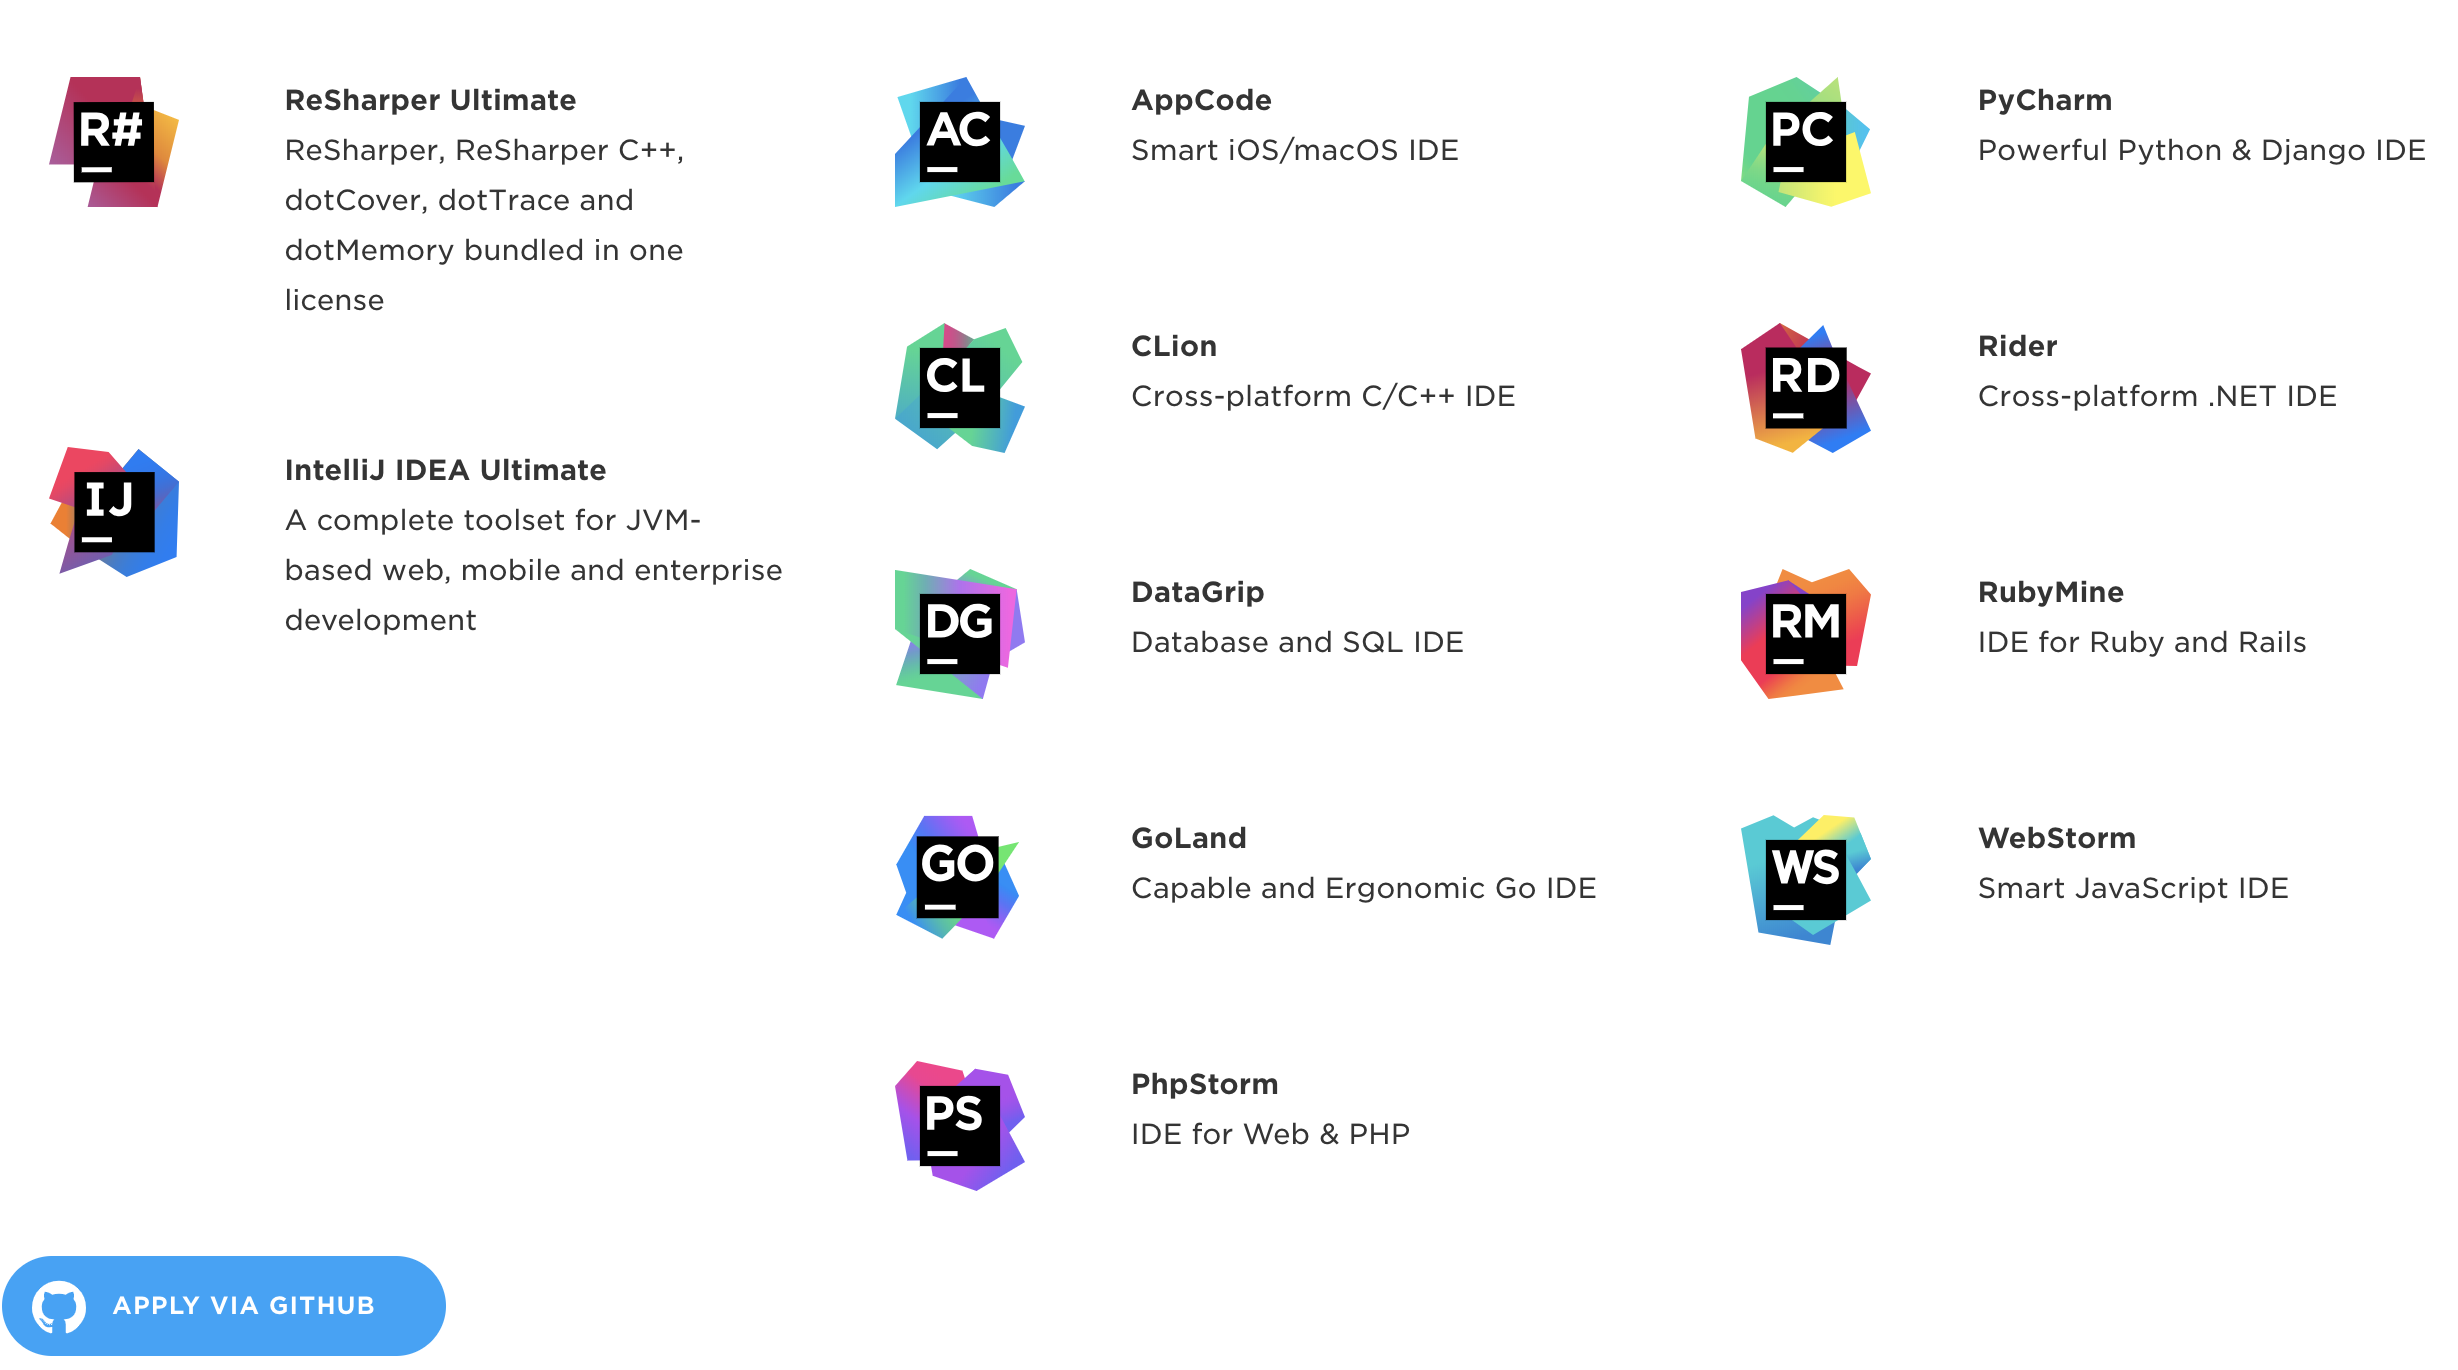 R#
ReSharper Ultimate
ReSharper, ReSharper C++,
dotCover, dotTrace and
dotMemory bundled in one
license
IJ
IntelliJ IDEA Ultimate
A complete toolset for JVM-
based web, mobile and enterprise
development
AC
AppCode
Smart iOS/macOS IDE
CL
CLion
Cross-platform C/C++ IDE
DG
DataGrip
Database and SQL IDE
GO
GoLand
Capable and Ergonomic Go IDE
PS
PhpStorm
IDE for Web & PHP
PC
PyCharm
Powerful Python & Django IDE
RD
Rider
Cross-platform .NET IDE
RM
RubyMine
IDE for Ruby and Rails
WS
WebStorm
Smart JavaScript IDE
APPLY VIA GITHUB